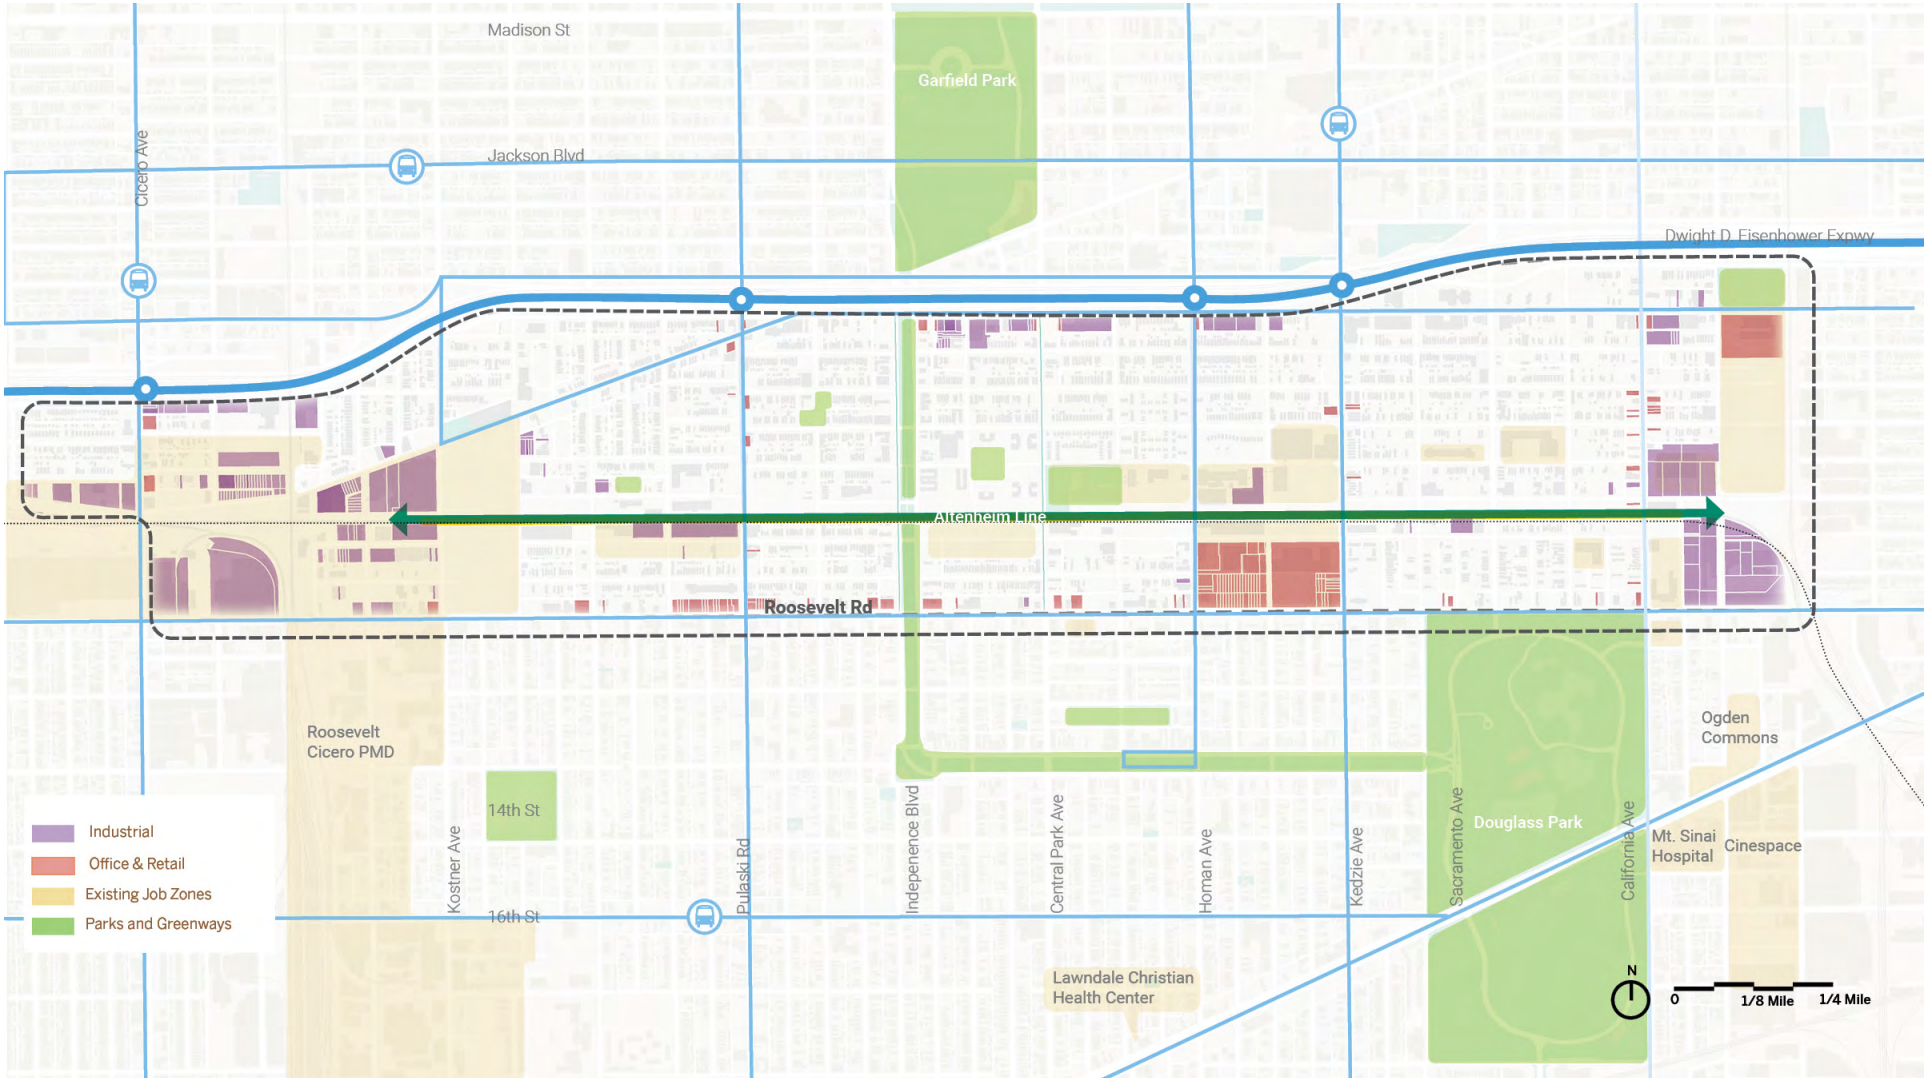 Madison St
Garfield Park
Cicero Ave
Jackson Blvd
Dwight D. Eisenhower Expwy
Altenheim Line
Roosevelt Rd
Roosevelt
Cicero PMD
Ogden
Commons
14th St
16th St
Kostner Ave
Pulaski Rd
Indepenence Blvd
Central Park Ave
Homan Ave
Kedzie Ave
Sacramento Ave
California Ave
Douglass Park
Mt. Sinai
Hospital
Cinespace
Industrial
Office & Retail
Existing Job Zones
Parks and Greenways
Lawndale Christian
Health Center
N
0
1/8 Mile
1/4 Mile